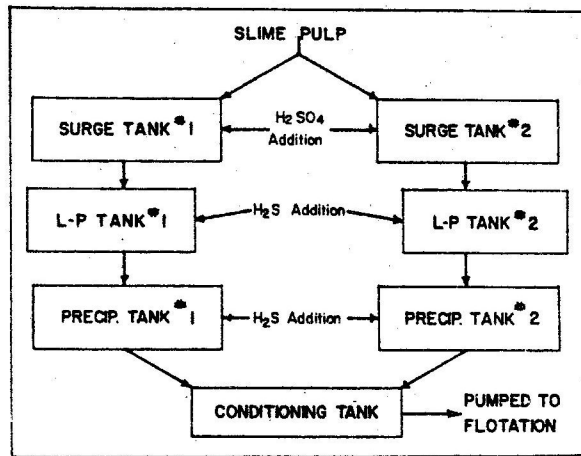 SLIME PULP
SURGE TANK #1
H2SO4
Addition
SURGE TANK #2
L-P TANK #1
H2S Addition
L-P TANK #2
PRECIP. TANK #1
H2S Addition
PRECIP. TANK #2
CONDITIONING TANK
PUMPED TO
FLOTATION